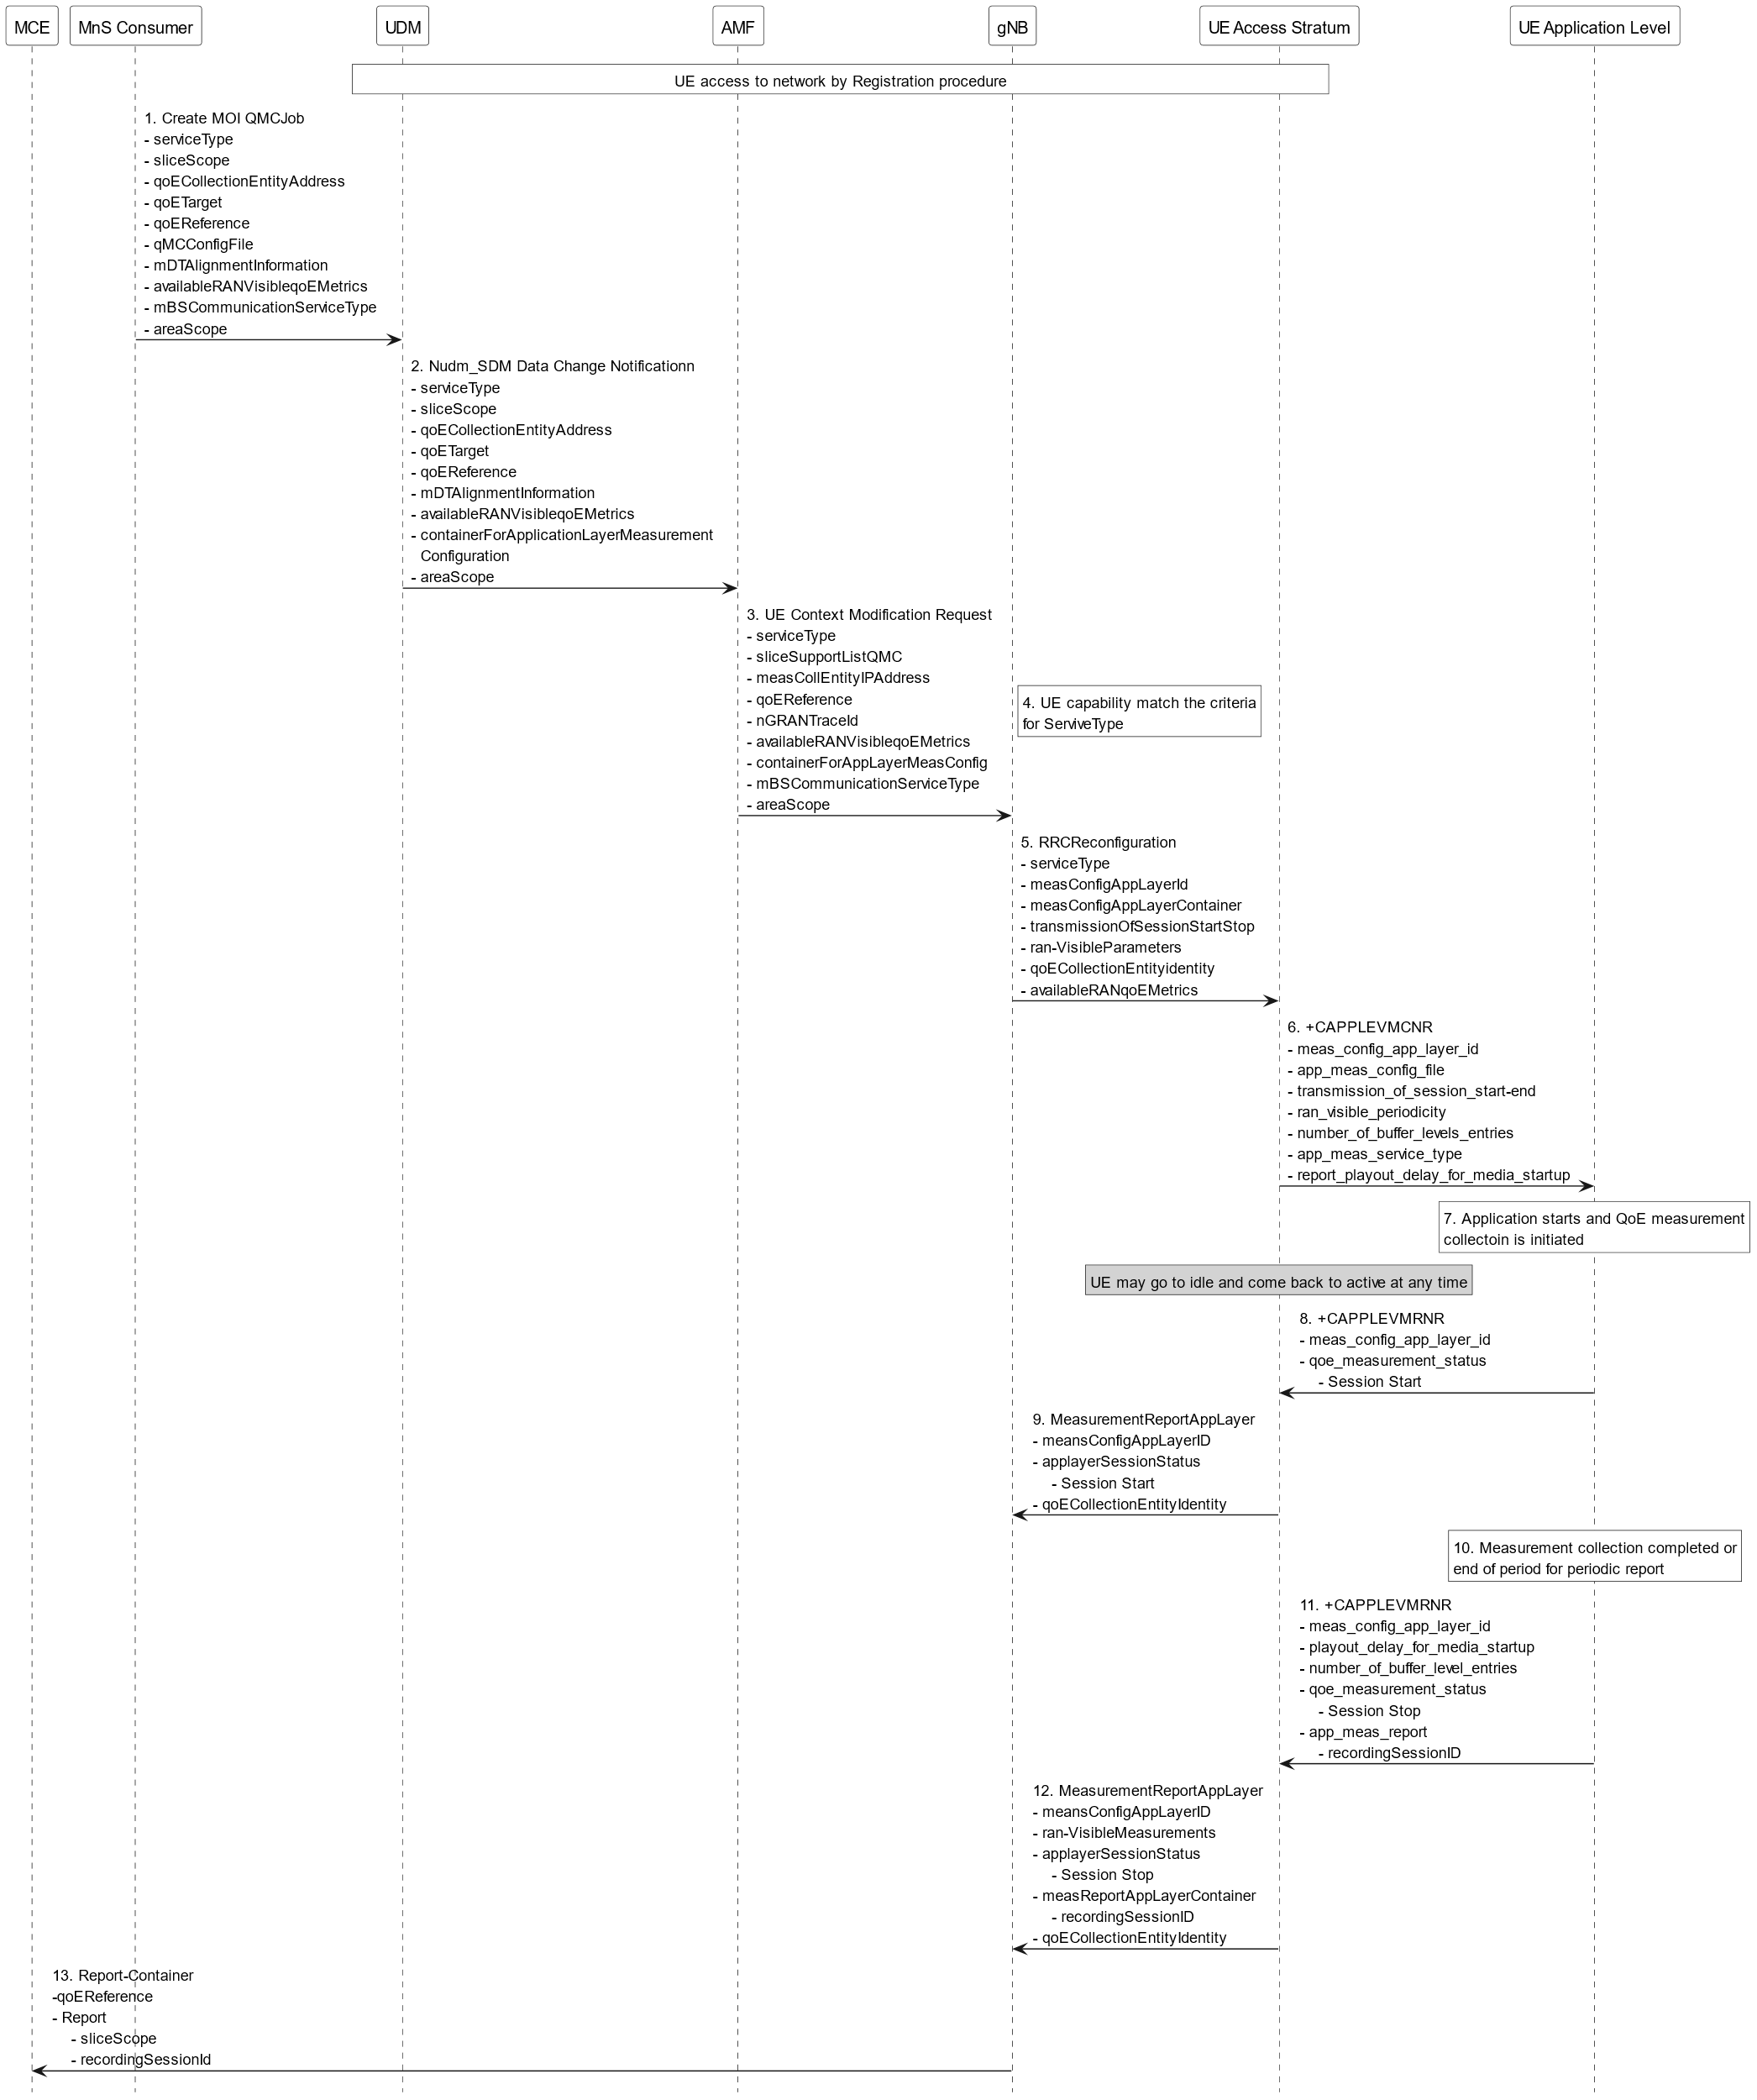 MCE
MnS Consumer
UDM
AMF
gNB
UE Access Stratum
UE Application Level
UE access to network by Registration procedure
1. Create MOI QMCJob
- serviceType
- sliceScope
- qoECollectionEntityAddress
- qoETarget
- qoEReference
- qMCConfigFile
- mDTAlignmentInformation
- availableRANVisibleqoEMetrics
- mBSCommunicationServiceType
- areaScope
2. Nudm_SDM Data Change Notificationn
- serviceType
- sliceScope
- qoECollectionEntityAddress
- qoETarget
- qoEReference
- mDTAlignmentInformation
- availableRANVisibleqoEMetrics
- containerForApplicationLayerMeasurement
Configuration
- areaScope
3. UE Context Modification Request
- serviceType
- sliceSupportListQMC
- measCollEntityIPAddress
- qoEReference
- nGRANTraceId
- availableRANVisibleqoEMetrics
- containerForAppLayerMeasConfig
- mBSCommunicationServiceType
- areaScope
4. UE capability match the criteria
for ServiveType
5. RRCReconfiguration
- serviceType
- measConfigAppLayerId
- measConfigAppLayerContainer
- transmissionOfSessionStartStop
- ran-VisibleParameters
- qoECollectionEntityidentity
- availableRANqoEMetrics
6. +CAPPLEVMCNR
- meas_config_app_layer_id
- app_meas_config_file
- transmission_of_session_start-end
- ran_visible_periodicity
- number_of_buffer_levels_entries
- app_meas_service_type
- report_playout_delay_for_media_startup
7. Application starts and QoE measurement
collectoin is initiated
UE may go to idle and come back to active at any time
8. +CAPPLEVMRNR
- meas_config_app_layer_id
- qoe_measurement_status
- Session Start
9. MeasurementReportAppLayer
- meansConfigAppLayerID
- applayerSessionStatus
- Session Start
- qoECollectionEntityIdentity
10. Measurement collection completed or
end of period for periodic report
11. +CAPPLEVMRNR
- meas_config_app_layer_id
- playout_delay_for_media_startup
- number_of_buffer_level_entries
- qoe_measurement_status
- Session Stop
- app_meas_report
- recordingSessionID
12. MeasurementReportAppLayer
- meansConfigAppLayerID
- ran-VisibleMeasurements
- applayerSessionStatus
- Session Stop
- measReportAppLayerContainer
- recordingSessionID
- qoECollectionEntityIdentity
13. Report-Container
-qoEReference
- Report
- sliceScope
- recordingSessionId